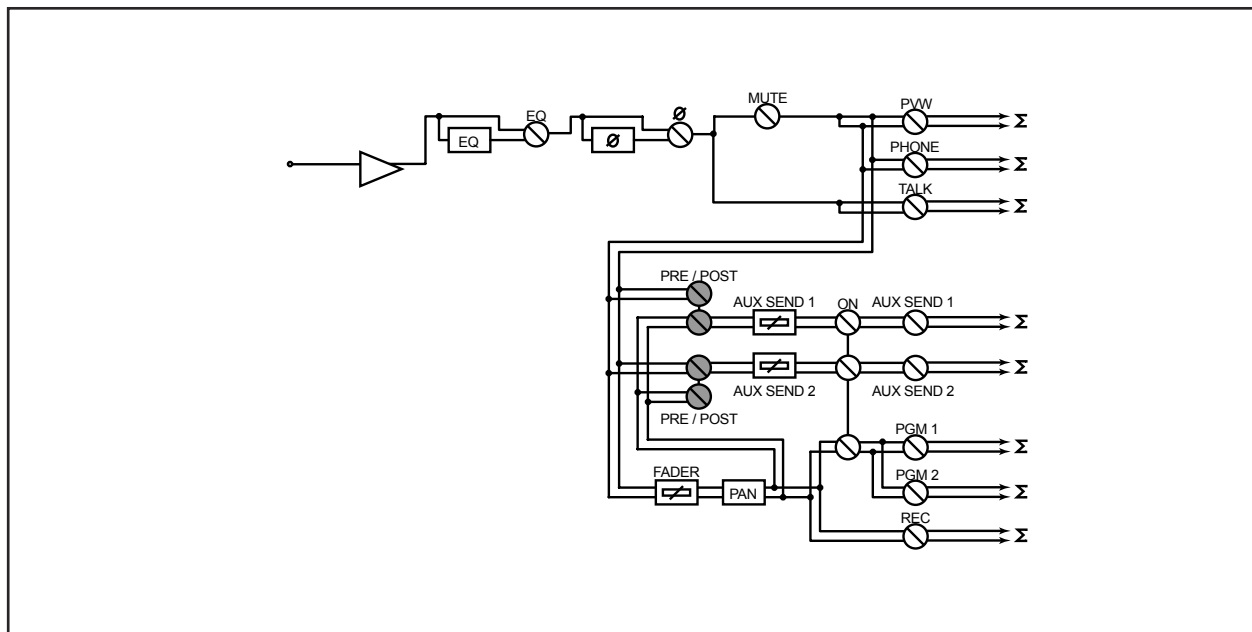 EQ
EQ
Ø
Ø
MUTE
PVW
Σ
Σ
PHONE
TALK
Σ
PRE / POST
AUX SEND 1
ON
AUX SEND 1
Σ
Σ
AUX SEND 2
AUX SEND 2
PRE / POST
PGM 1
Σ
FADER
PAN
PGM 2
Σ
REC
Σ